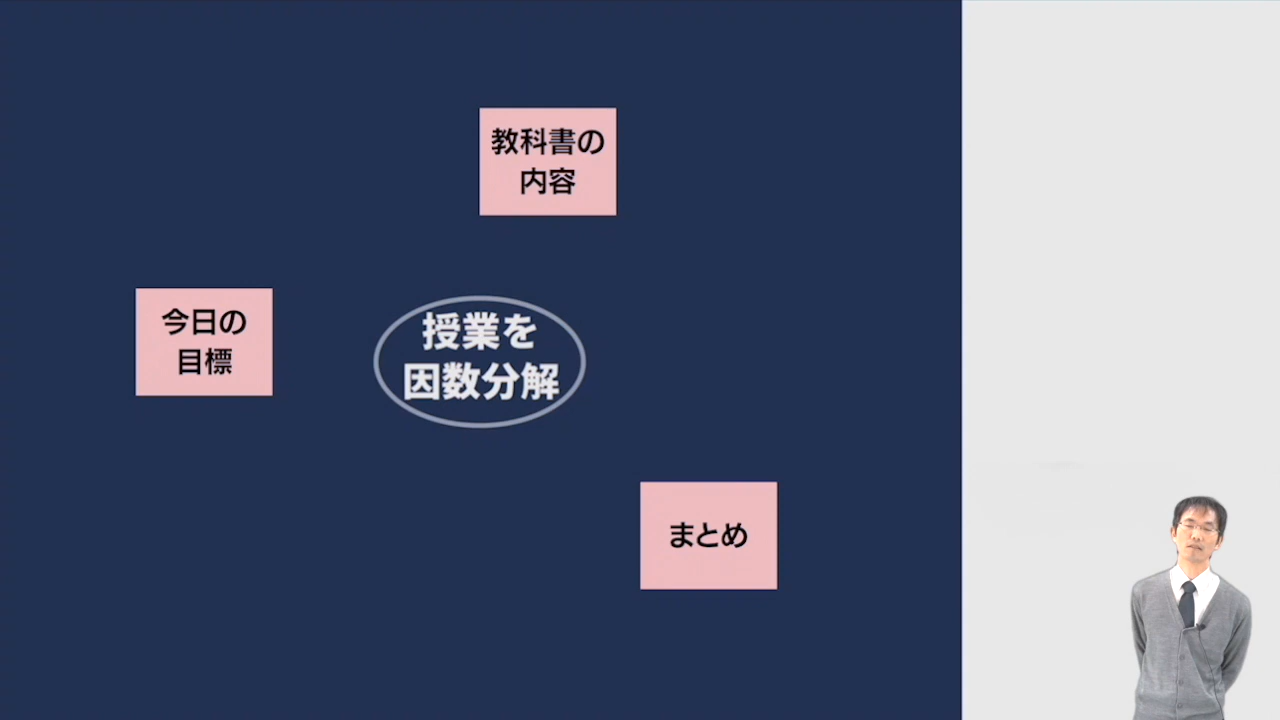 教科書の
内容
今日の
目標
授業を
因数分解
まとめ